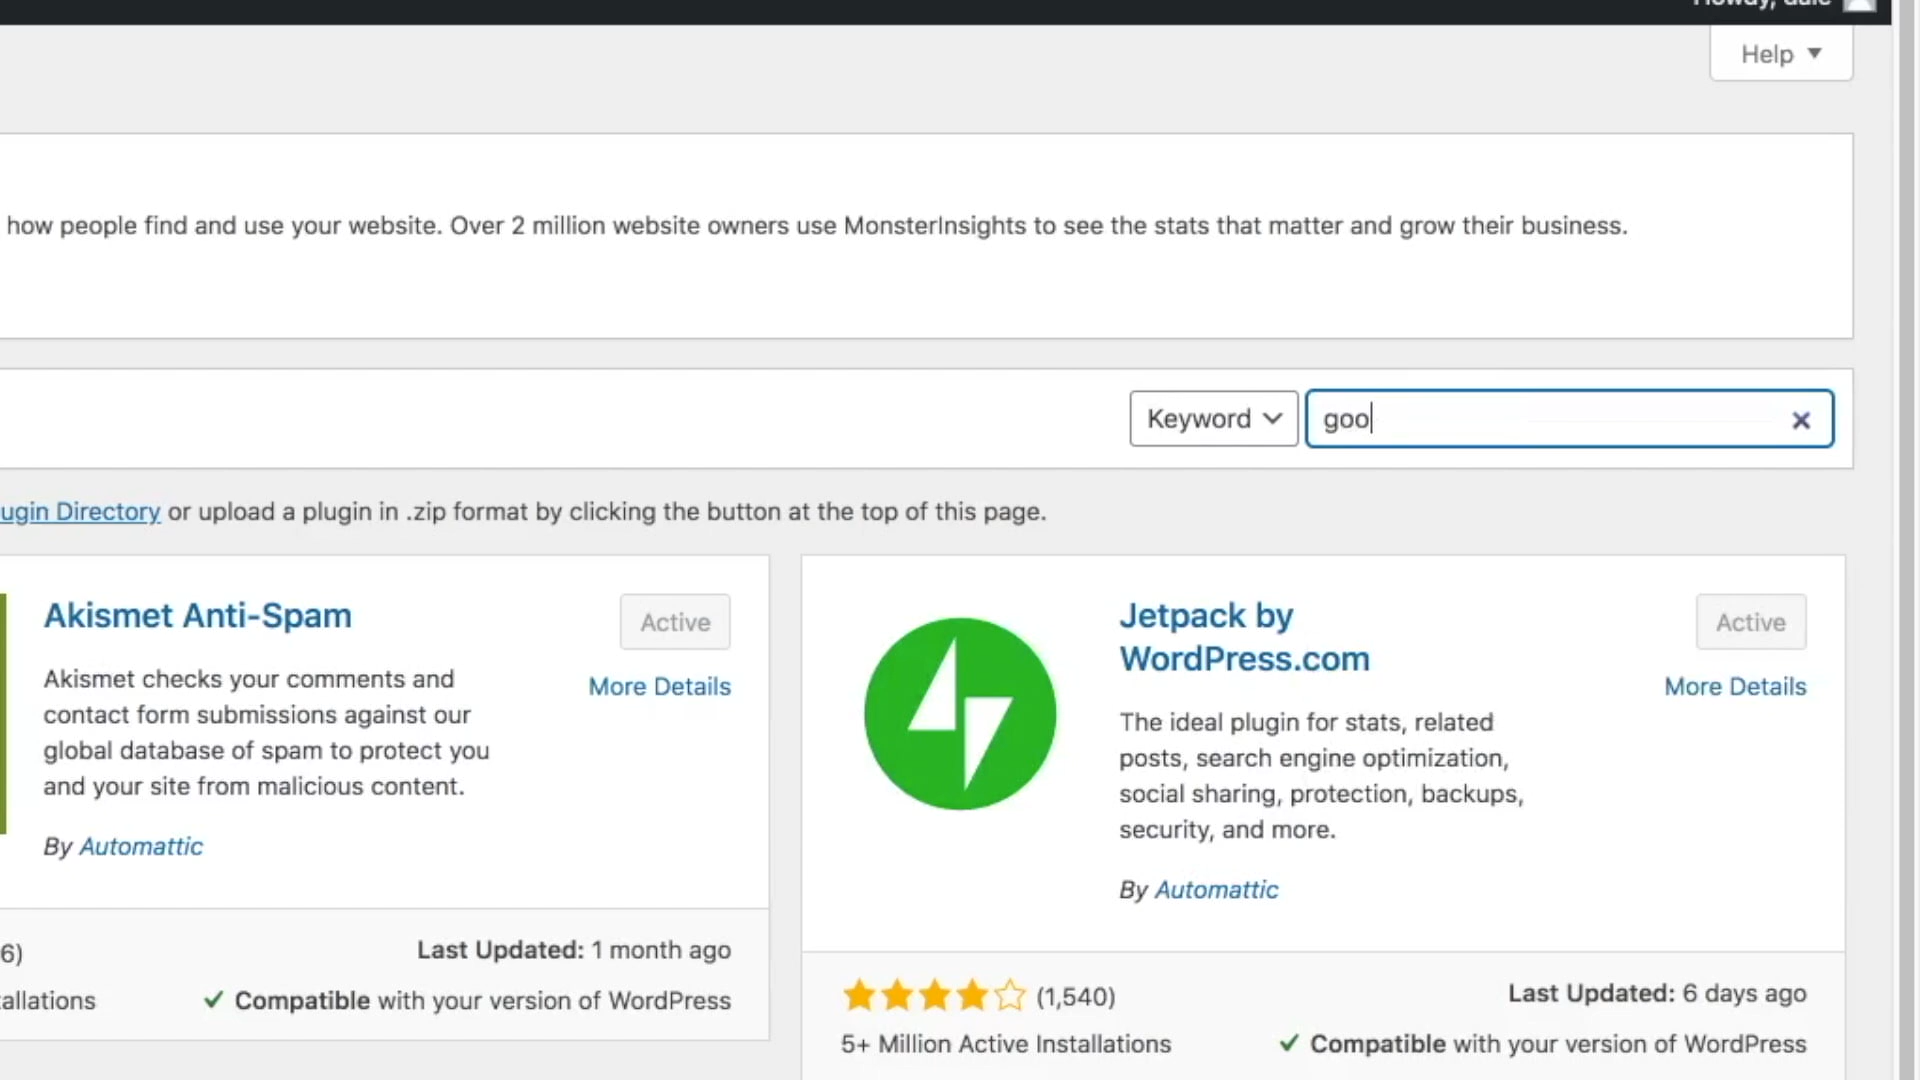 Howdy, dale
Help
how people find and use your website. Over 2 million website owners use MonsterInsights to see the stats that matter and grow their business.
Keyword
goo
ugin Directory or upload a plugin in .zip format by clicking the button at the top of this page.
Akismet Anti-Spam
Active
More Details
Akismet checks your comments and
contact form submissions against our
global database of spam to protect you
and your site from malicious content.
By Automattic
6)
Last Updated: 1 month ago
allations
Compatible with your version of WordPress
Jetpack by
WordPress.com
Active
More Details
The ideal plugin for stats, related
posts, search engine optimization,
social sharing, protection, backups,
security, and more.
By Automattic
(1,540)
Last Updated: 6 days ago
5+ Million Active Installations
Compatible with your version of WordPress